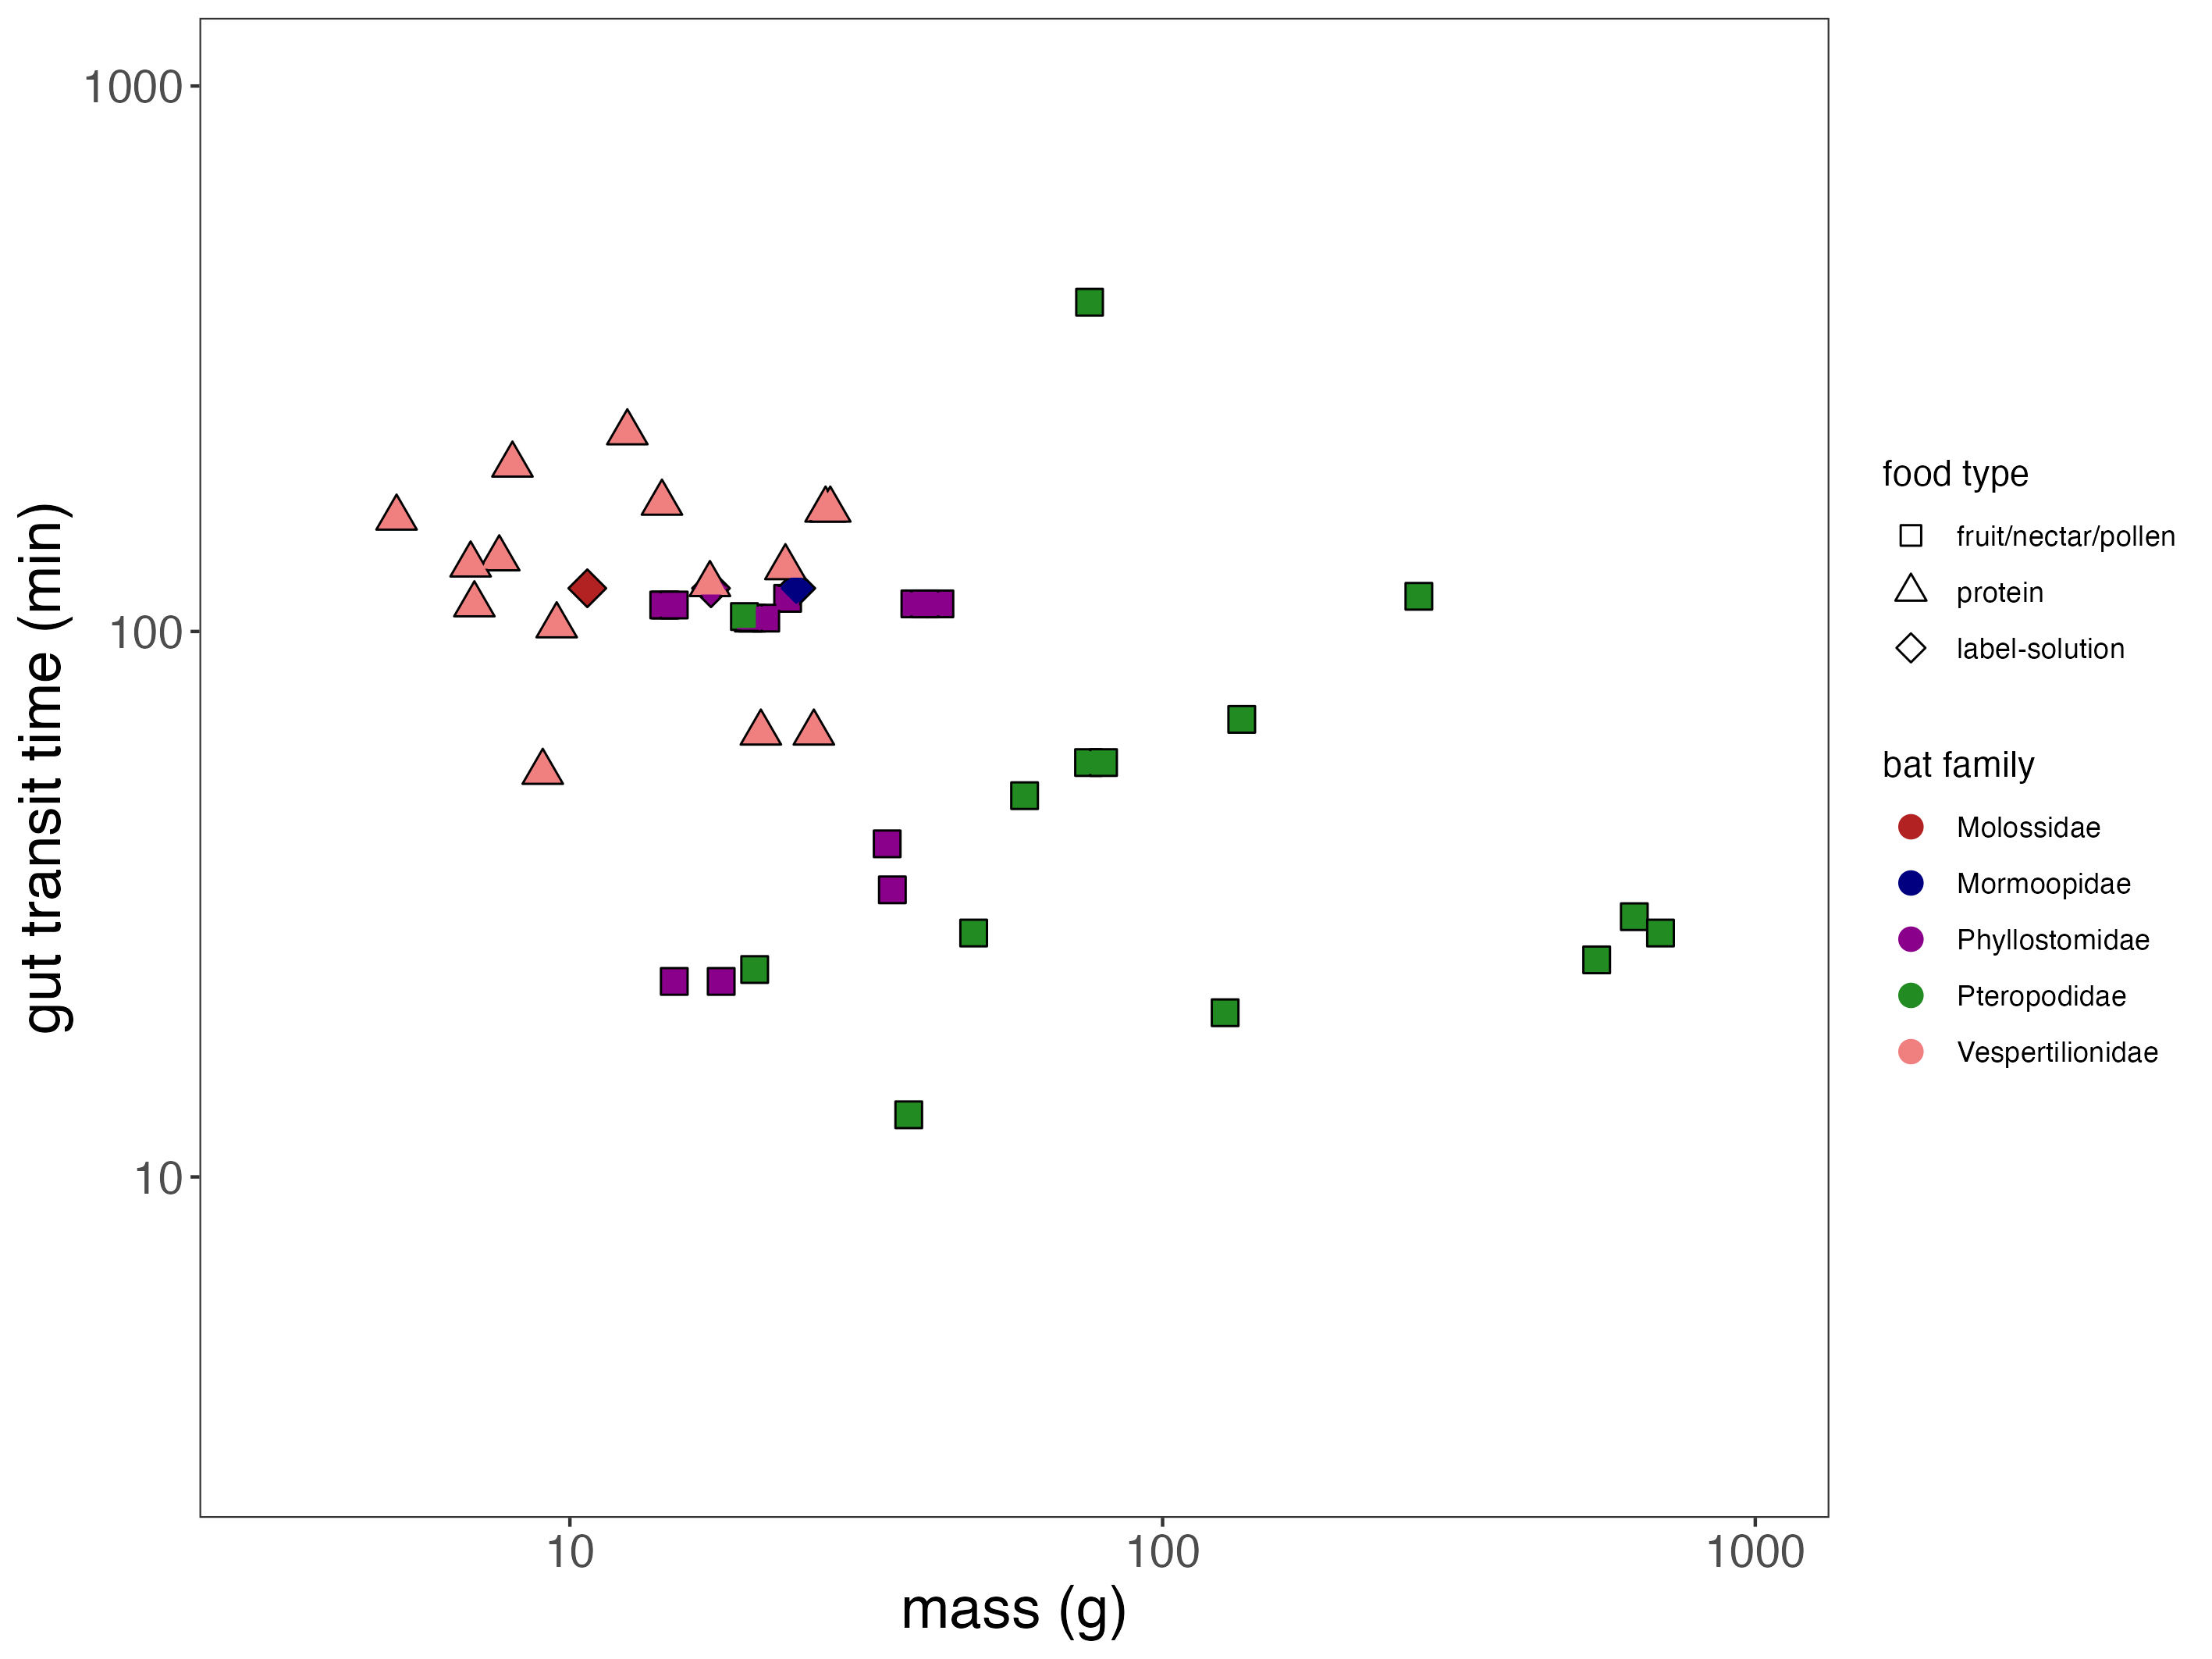 gut transit time (min)
1000
100
10
10
100
1000
mass (g)
food type
fruit/nectar/pollen
protein
label-solution
bat family
Molossidae
Mormoopidae
Phyllostomidae
Pteropodidae
Vespertilionidae